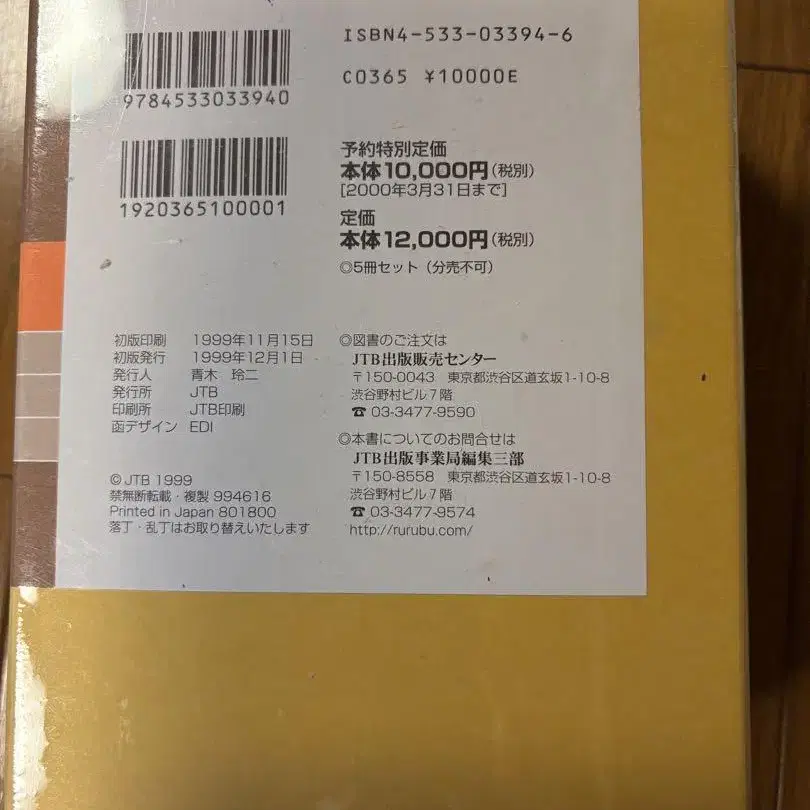 ISBN4-533-03394-6
9784533033940
C0365 ¥10000E
1920365100001
予約特別定価
本体10,000円(税別)
[2000年3月31日まで]
定価
本体12,000円(税別)
◎5冊セット（分売不可）
初版印刷 1999年11月15日
初版発行 1999年12月1日
発行人 青木 玲二
発行所 JTB
印刷所 JTB印刷
函デザイン EDI
©JTB 1999
禁無断転載・複製 994616
Printed in Japan 801800
落丁・乱丁はお取り替えいたします
◎図書のご注文は
JTB出版販売センター
〒150-0043 東京都渋谷区道玄坂1-10-8
渋谷野村ビル7階
☎ 03-3477-9590
◎本書についてのお問合せは
JTB出版事業局編集三部
〒150-8558 東京都渋谷区道玄坂1-10-8
渋谷野村ビル7階
☎ 03-3477-9574
http://rurubu.com/